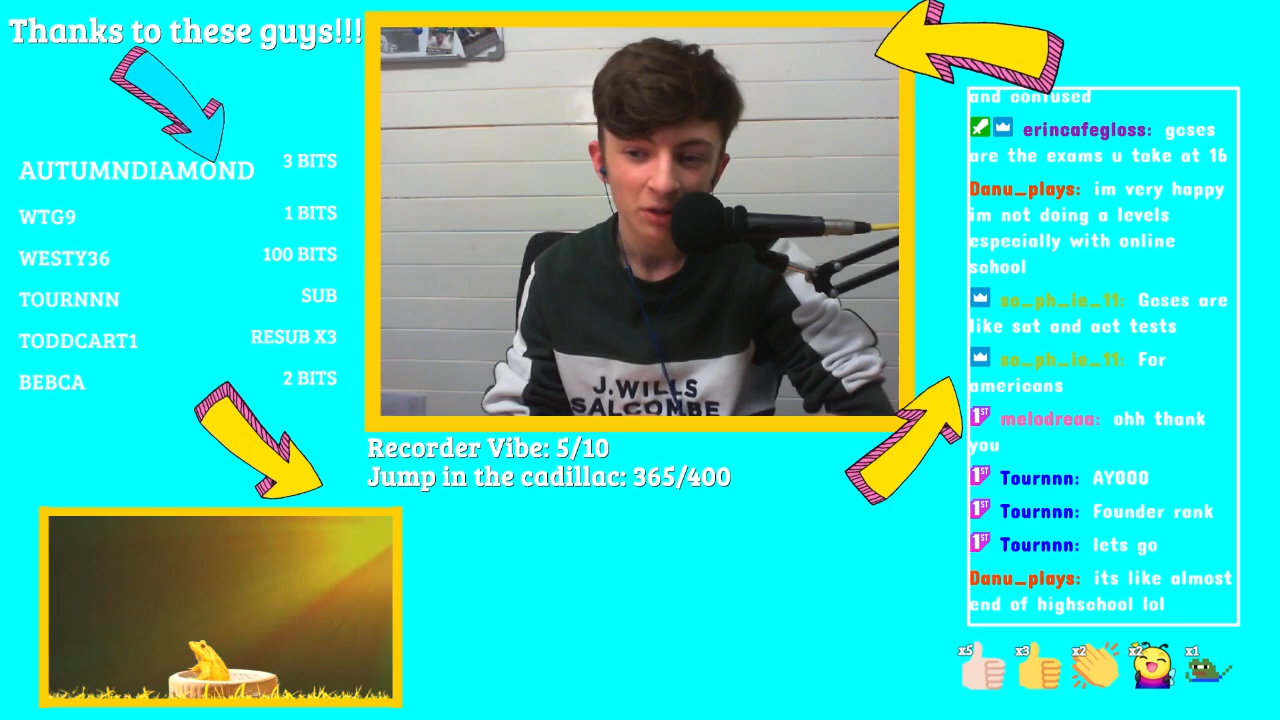 Thanks to these guys!!!
AUTUMNDIAMOND 3 BITS
WTG9 1 BITS
WESTY36 100 BITS
TOURNNN SUB
TODDCART1 RESUB X3
BEBCA 2 BITS
J.WILLS
SALCOMBE
Recorder Vibe: 5/10
Jump in the cadillac: 365/400
and confused
erincafegloss: gcses
are the exams u take at 16
Danu_plays: im very happy
im not doing a levels
especially with online
school
so_ph_ie_11: Gcses are
like sat and act tests
so_ph_ie_11: For
americans
1ST melodreaa: ohh thank
you
1ST Tournnn: AYOOO
1ST Tournnn: Founder rank
1ST Tournnn: lets go
Danu_plays: its like almost
end of highschool lol
x5 x3 x2 x2 x1